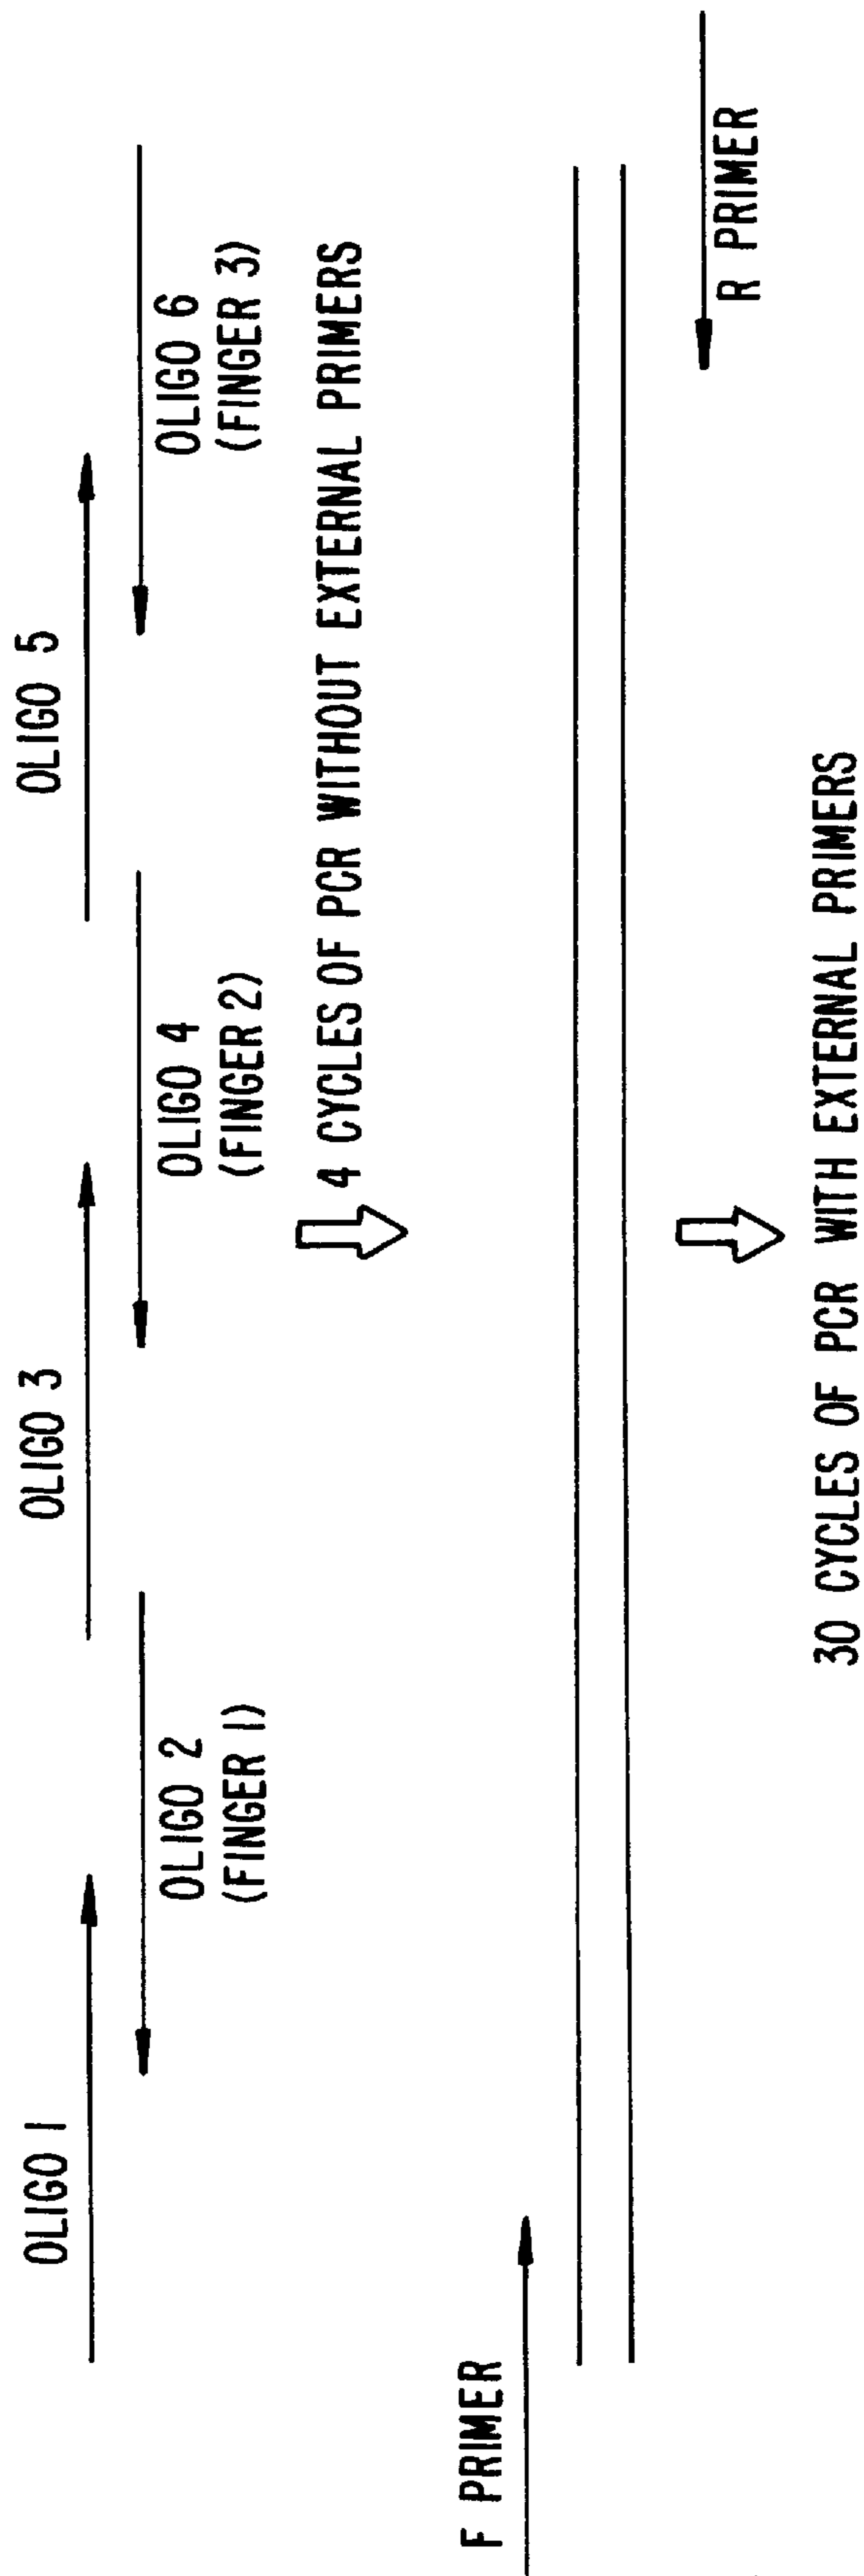 OLIGO 1
OLIGO 3
OLIGO 5
OLIGO 2
(FINGER 1)
OLIGO 4
(FINGER 2)
OLIGO 6
(FINGER 3)
4 CYCLES OF PCR WITHOUT EXTERNAL PRIMERS
F PRIMER
R PRIMER
30 CYCLES OF PCR WITH EXTERNAL PRIMERS